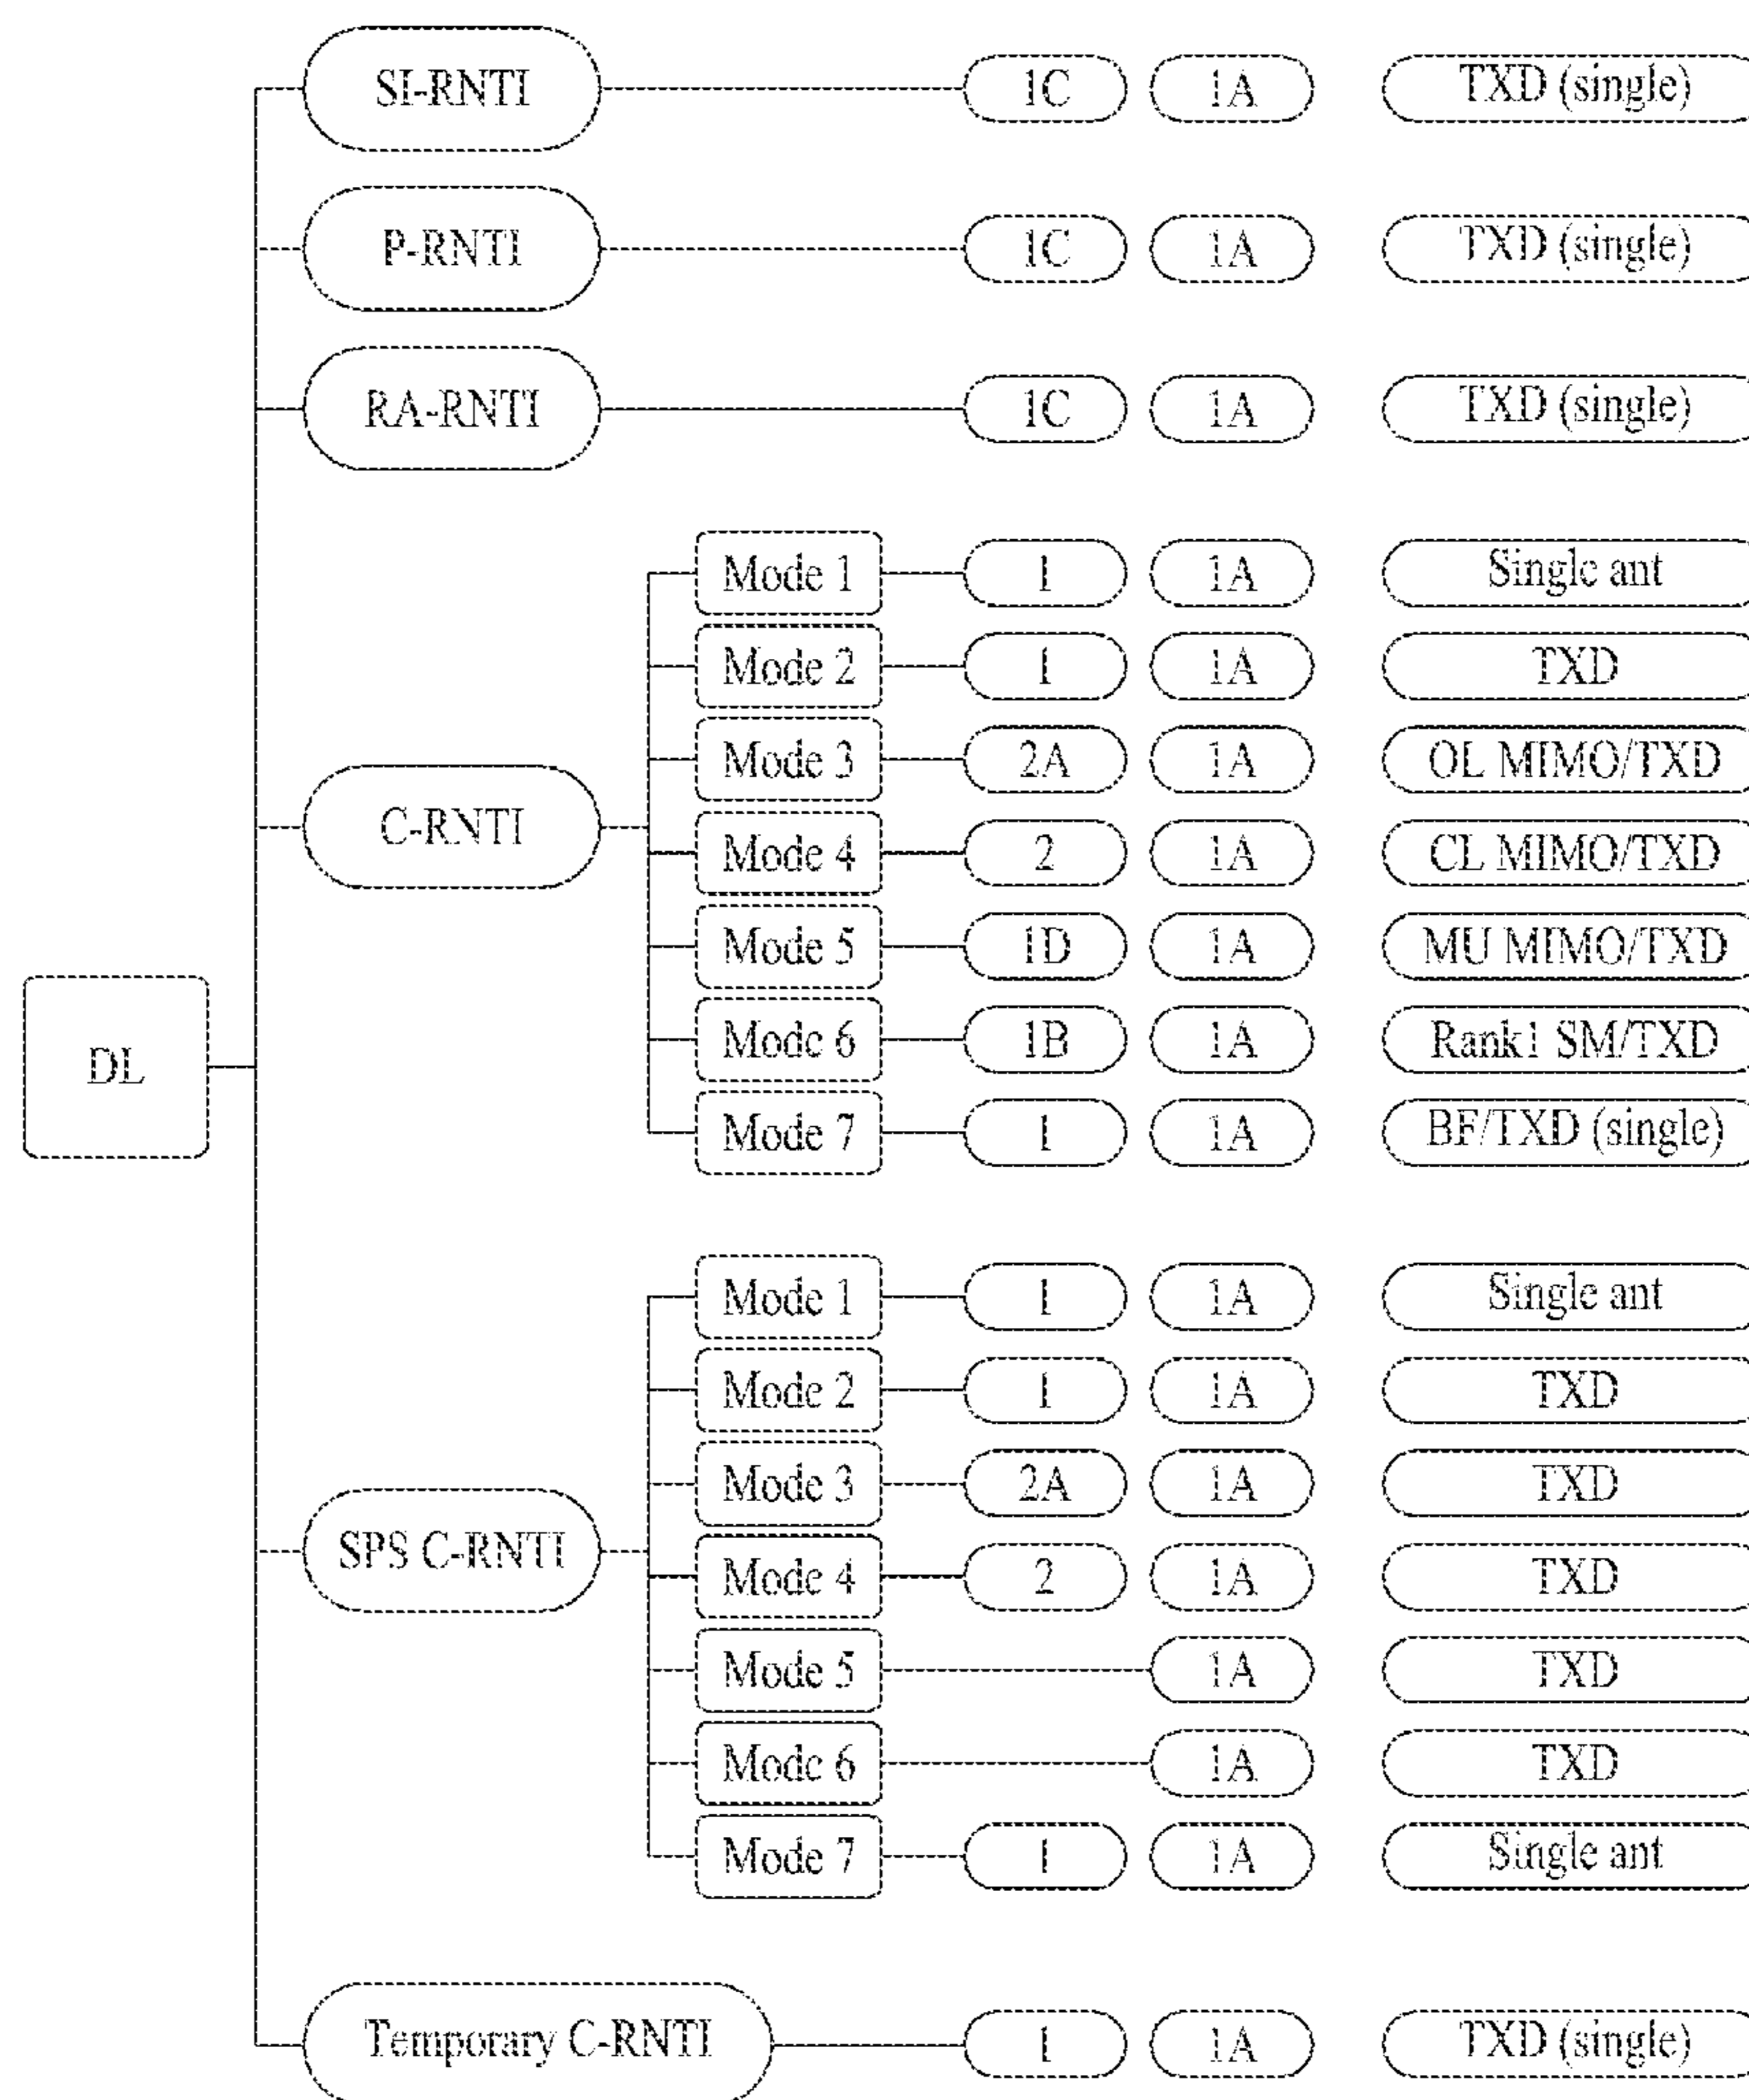 SI-RNTI 1C 1A TXD (single)
P-RNTI 1C 1A TXD (single)
RA-RNTI 1C 1A TXD (single)
Mode 1 1 1A Single ant
Mode 2 1 1A TXD
Mode 3 2A 1A OL MIMO/TXD
C-RNTI
Mode 4 2 1A CL MIMO/TXD
Mode 5 1D 1A MU MIMO/TXD
Mode 6 1B 1A Rank1 SM/TXD
DL
Mode 7 1 1A BF/TXD (single)
Mode 1 1 1A Single ant
Mode 2 1 1A TXD
Mode 3 2A 1A TXD
SPS C-RNTI
Mode 4 2 1A TXD
Mode 5 1A TXD
Mode 6 1A TXD
Mode 7 1 1A Single ant
Temporary C-RNTI 1 1A TXD (single)